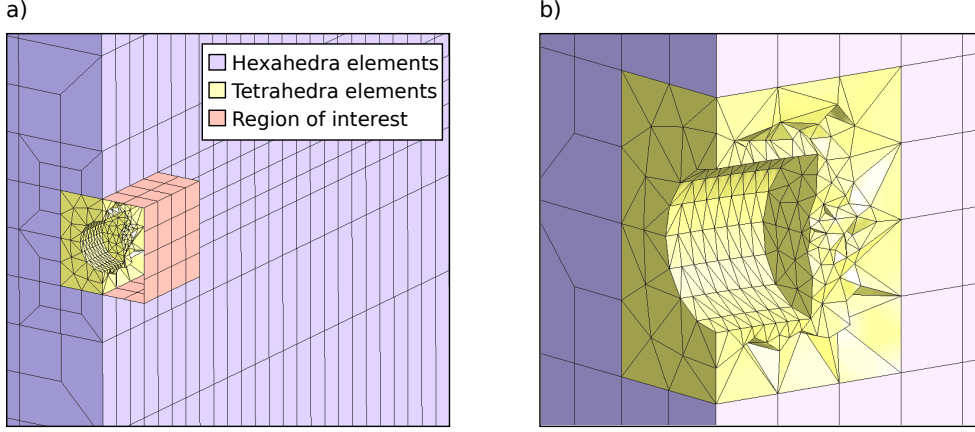 a)
b)
Hexahedra elements
Tetrahedra elements
Region of interest